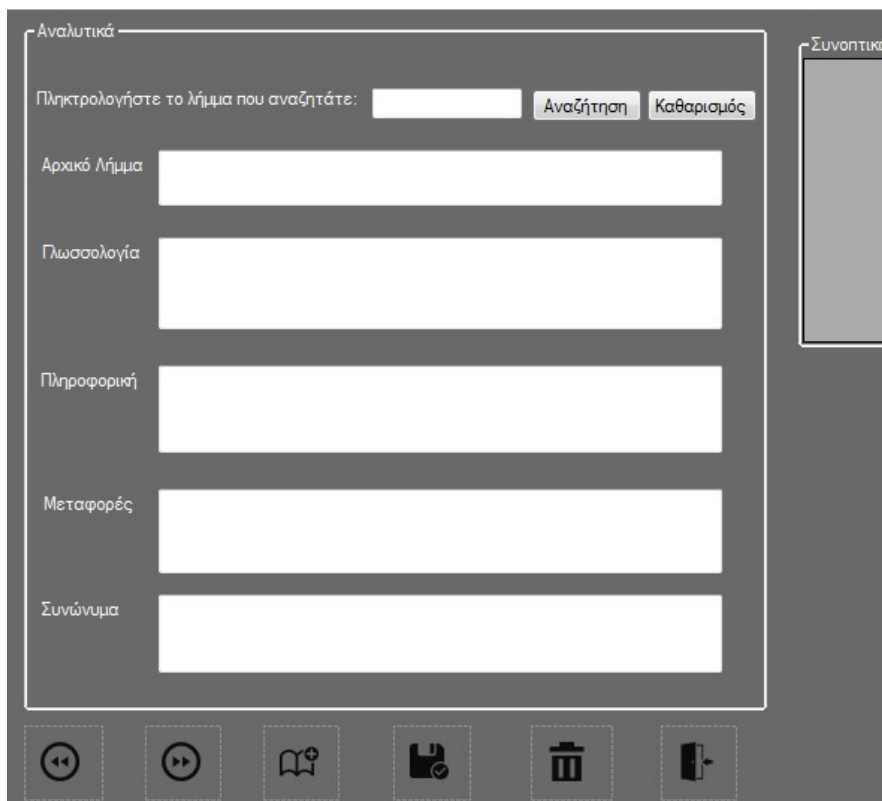 Αναλυτικά
Πληκτρολογήστε το λήμμα που αναζητάτε:
Αναζήτηση
Καθαρισμός
Αρχικό Λήμμα
Γλωσσολογία
Πληροφορική
Μεταφορές
Συνώνυμα